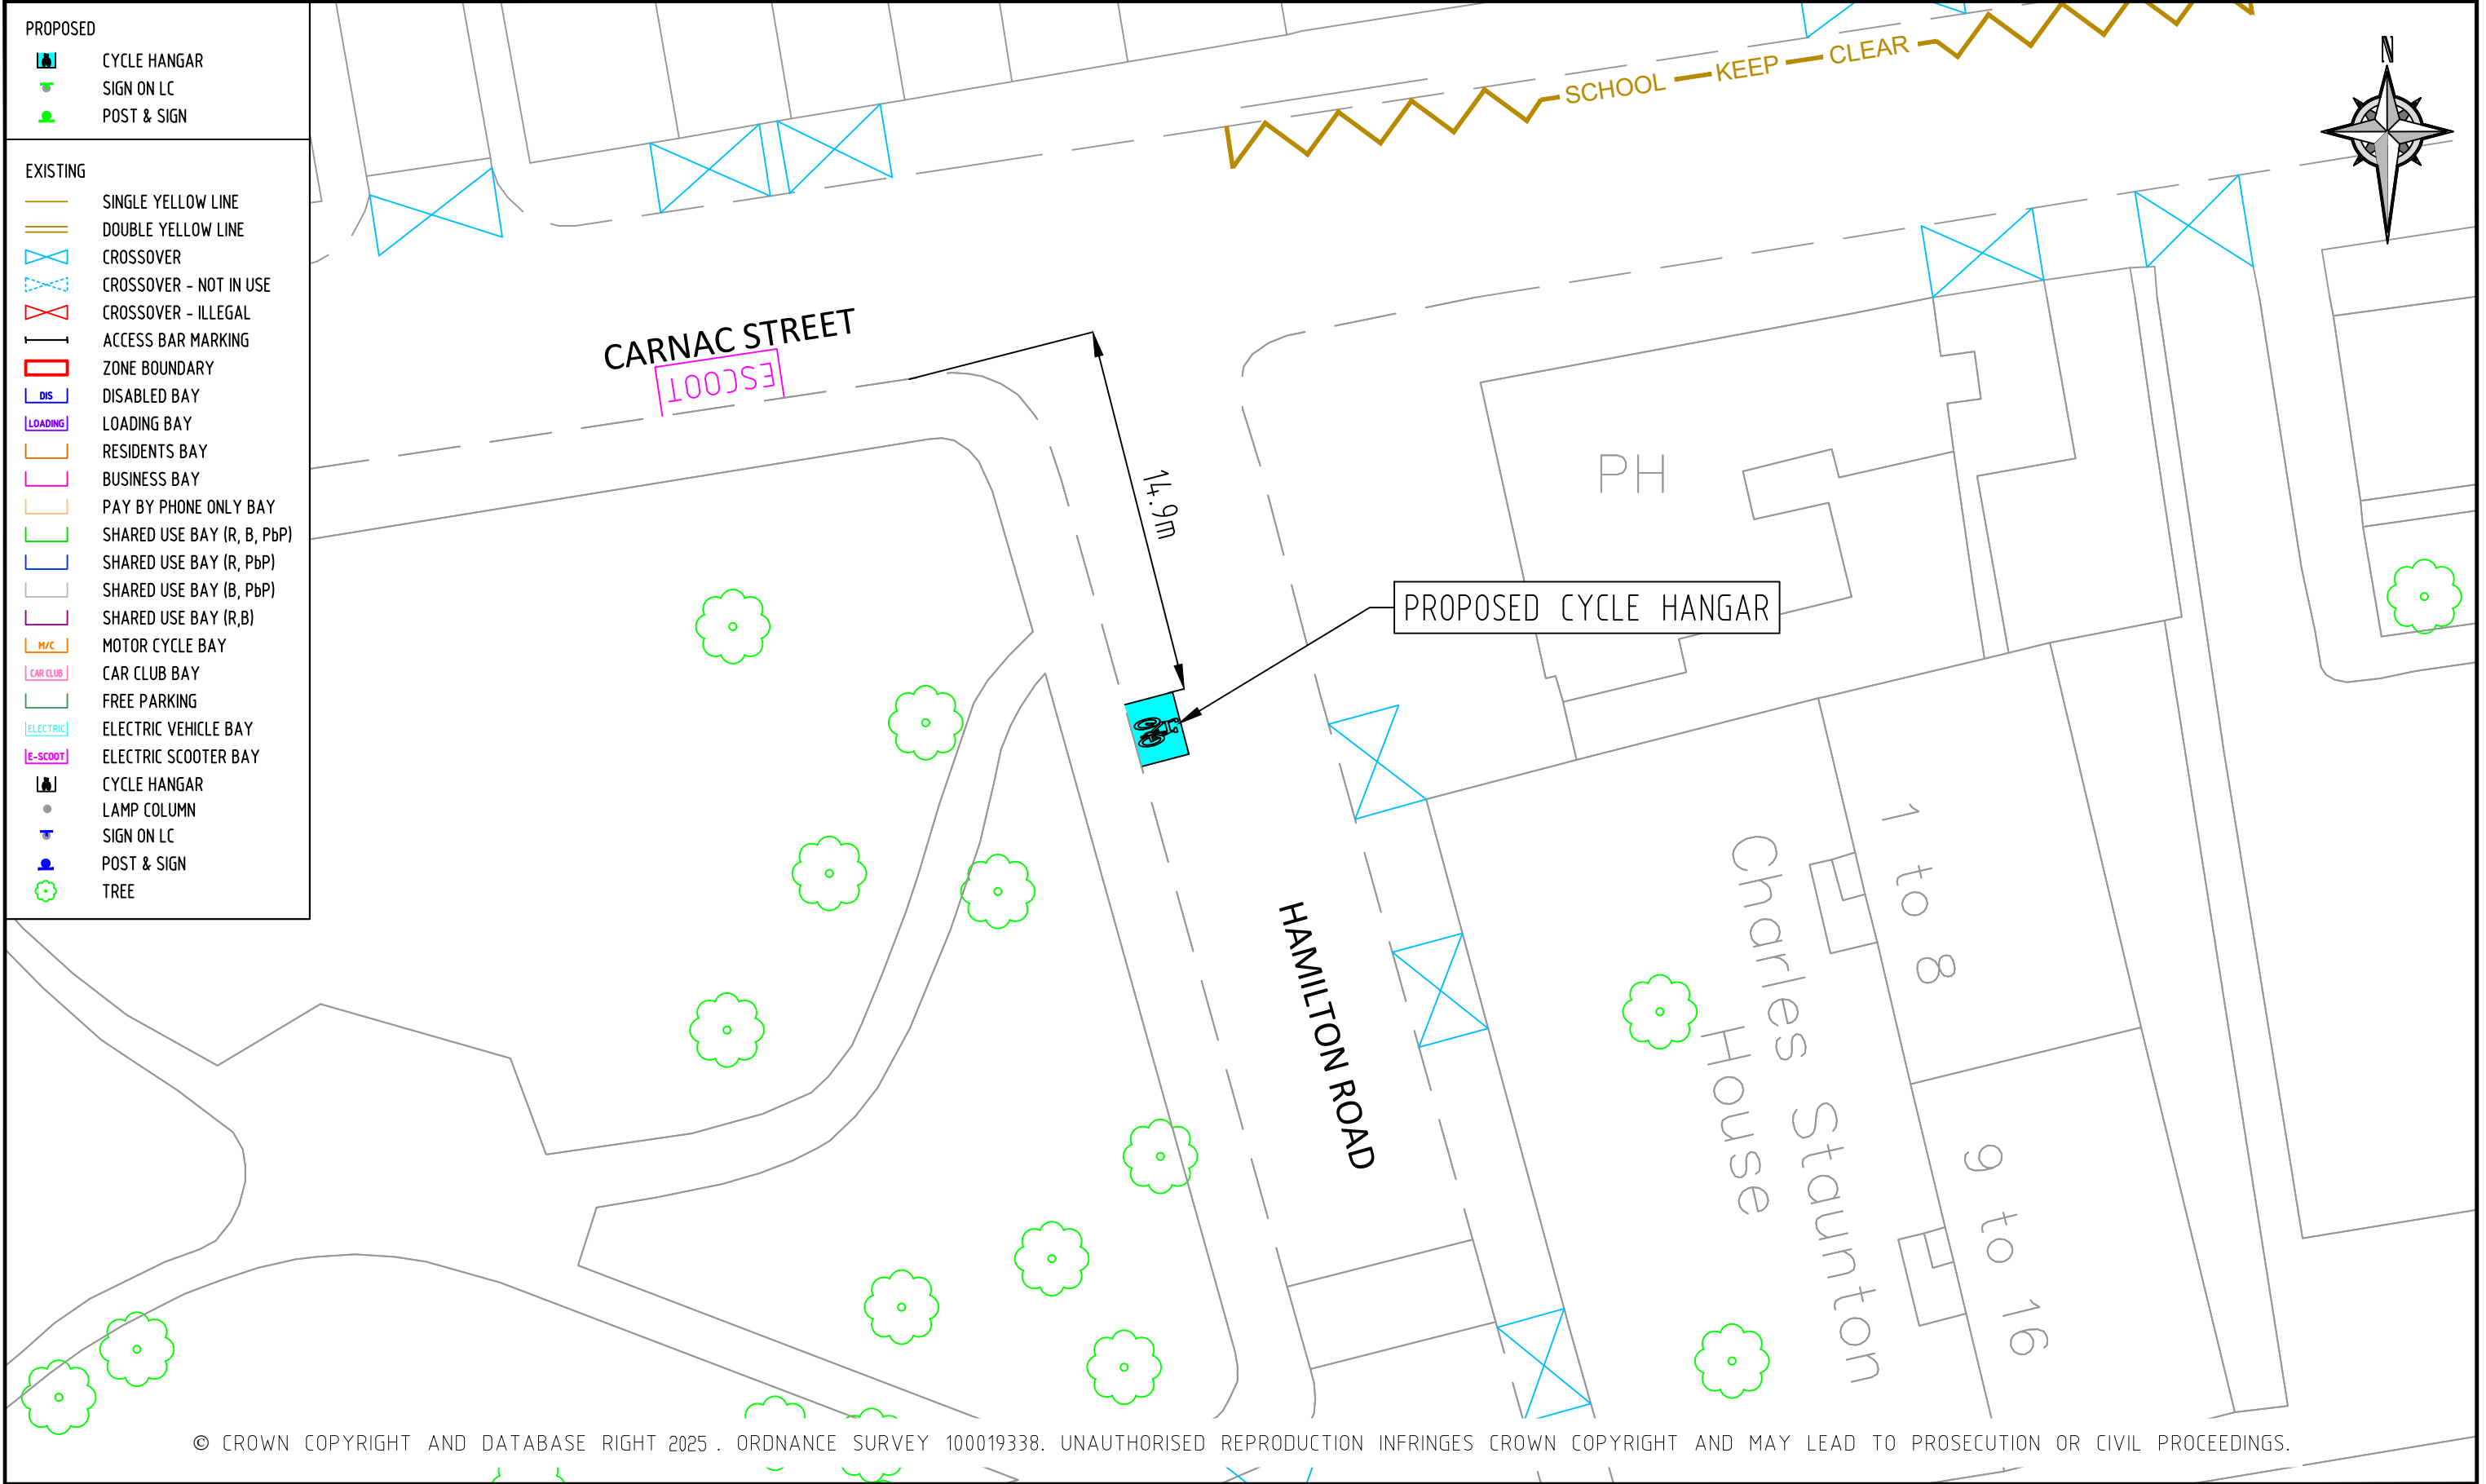 PROPOSED
CYCLE HANGAR
SIGN ON LC
POST & SIGN
EXISTING
SINGLE YELLOW LINE
DOUBLE YELLOW LINE
CROSSOVER
CROSSOVER - NOT IN USE
CROSSOVER - ILLEGAL
ACCESS BAR MARKING
ZONE BOUNDARY
DIS DISABLED BAY
LOADING LOADING BAY
RESIDENTS BAY
BUSINESS BAY
PAY BY PHONE ONLY BAY
SHARED USE BAY (R, B, PbP)
SHARED USE BAY (R, PbP)
SHARED USE BAY (B, PbP)
SHARED USE BAY (R,B)
M/C MOTOR CYCLE BAY
CAR CLUB CAR CLUB BAY
FREE PARKING
ELECTRIC ELECTRIC VEHICLE BAY
E-SCOOT ELECTRIC SCOOTER BAY
CYCLE HANGAR
LAMP COLUMN
SIGN ON LC
POST & SIGN
TREE
SCHOOL KEEP CLEAR
N
CARNAC STREET
ESCOOT
14.9m
PH
PROPOSED CYCLE HANGAR
HAMILTON ROAD
1 to 8
Charles Staunton
House
9 to 16
© CROWN COPYRIGHT AND DATABASE RIGHT 2025. ORDNANCE SURVEY 100019338. UNAUTHORISED REPRODUCTION INFRINGES CROWN COPYRIGHT AND MAY LEAD TO PROSECUTION OR CIVIL PROCEEDINGS.